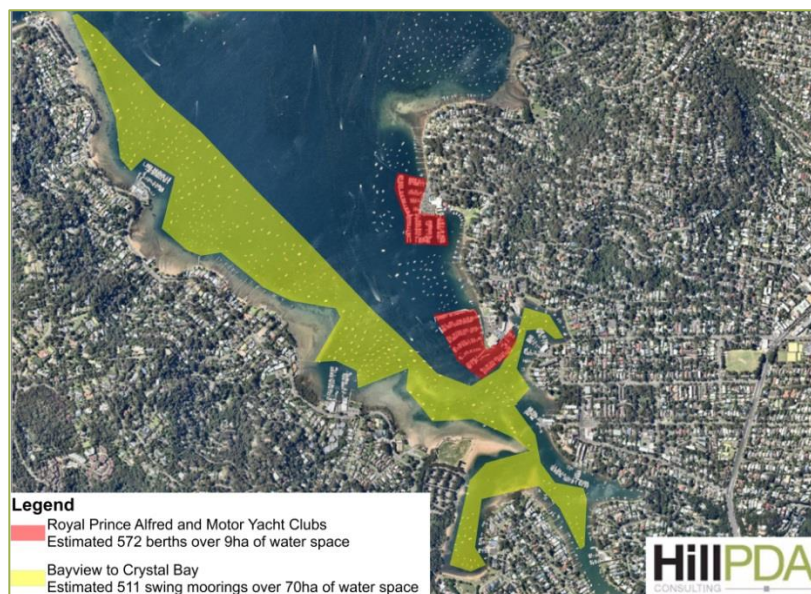 Legend
Royal Prince Alfred and Motor Yacht Clubs
Estimated 572 berths over 9ha of water space
Bayview to Crystal Bay
Estimated 511 swing moorings over 70ha of water space
HillPDA
CONSULTING